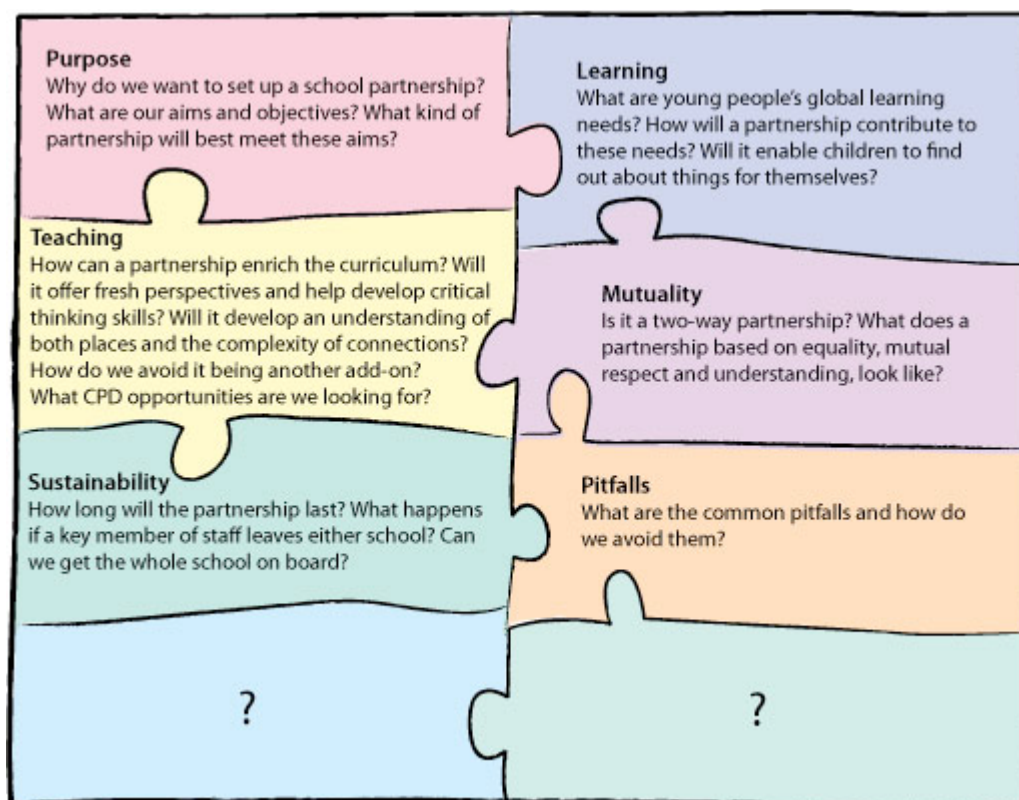 Purpose
Why do we want to set up a school partnership?
What are our aims and objectives? What kind of
partnership will best meet these aims?
Learning
What are young people's global learning
needs? How will a partnership contribute to
these needs? Will it enable children to find
out about things for themselves?
Teaching
How can a partnership enrich the curriculum? Will
it offer fresh perspectives and help develop critical
thinking skills? Will it develop an understanding of
both places and the complexity of connections?
How do we avoid it being another add-on?
What CPD opportunities are we looking for?
Mutuality
Is it a two-way partnership? What does a
partnership based on equality, mutual
respect and understanding, look like?
Sustainability
How long will the partnership last? What happens
if a key member of staff leaves either school? Can
we get the whole school on board?
Pitfalls
What are the common pitfalls and how do
we avoid them?
?
?